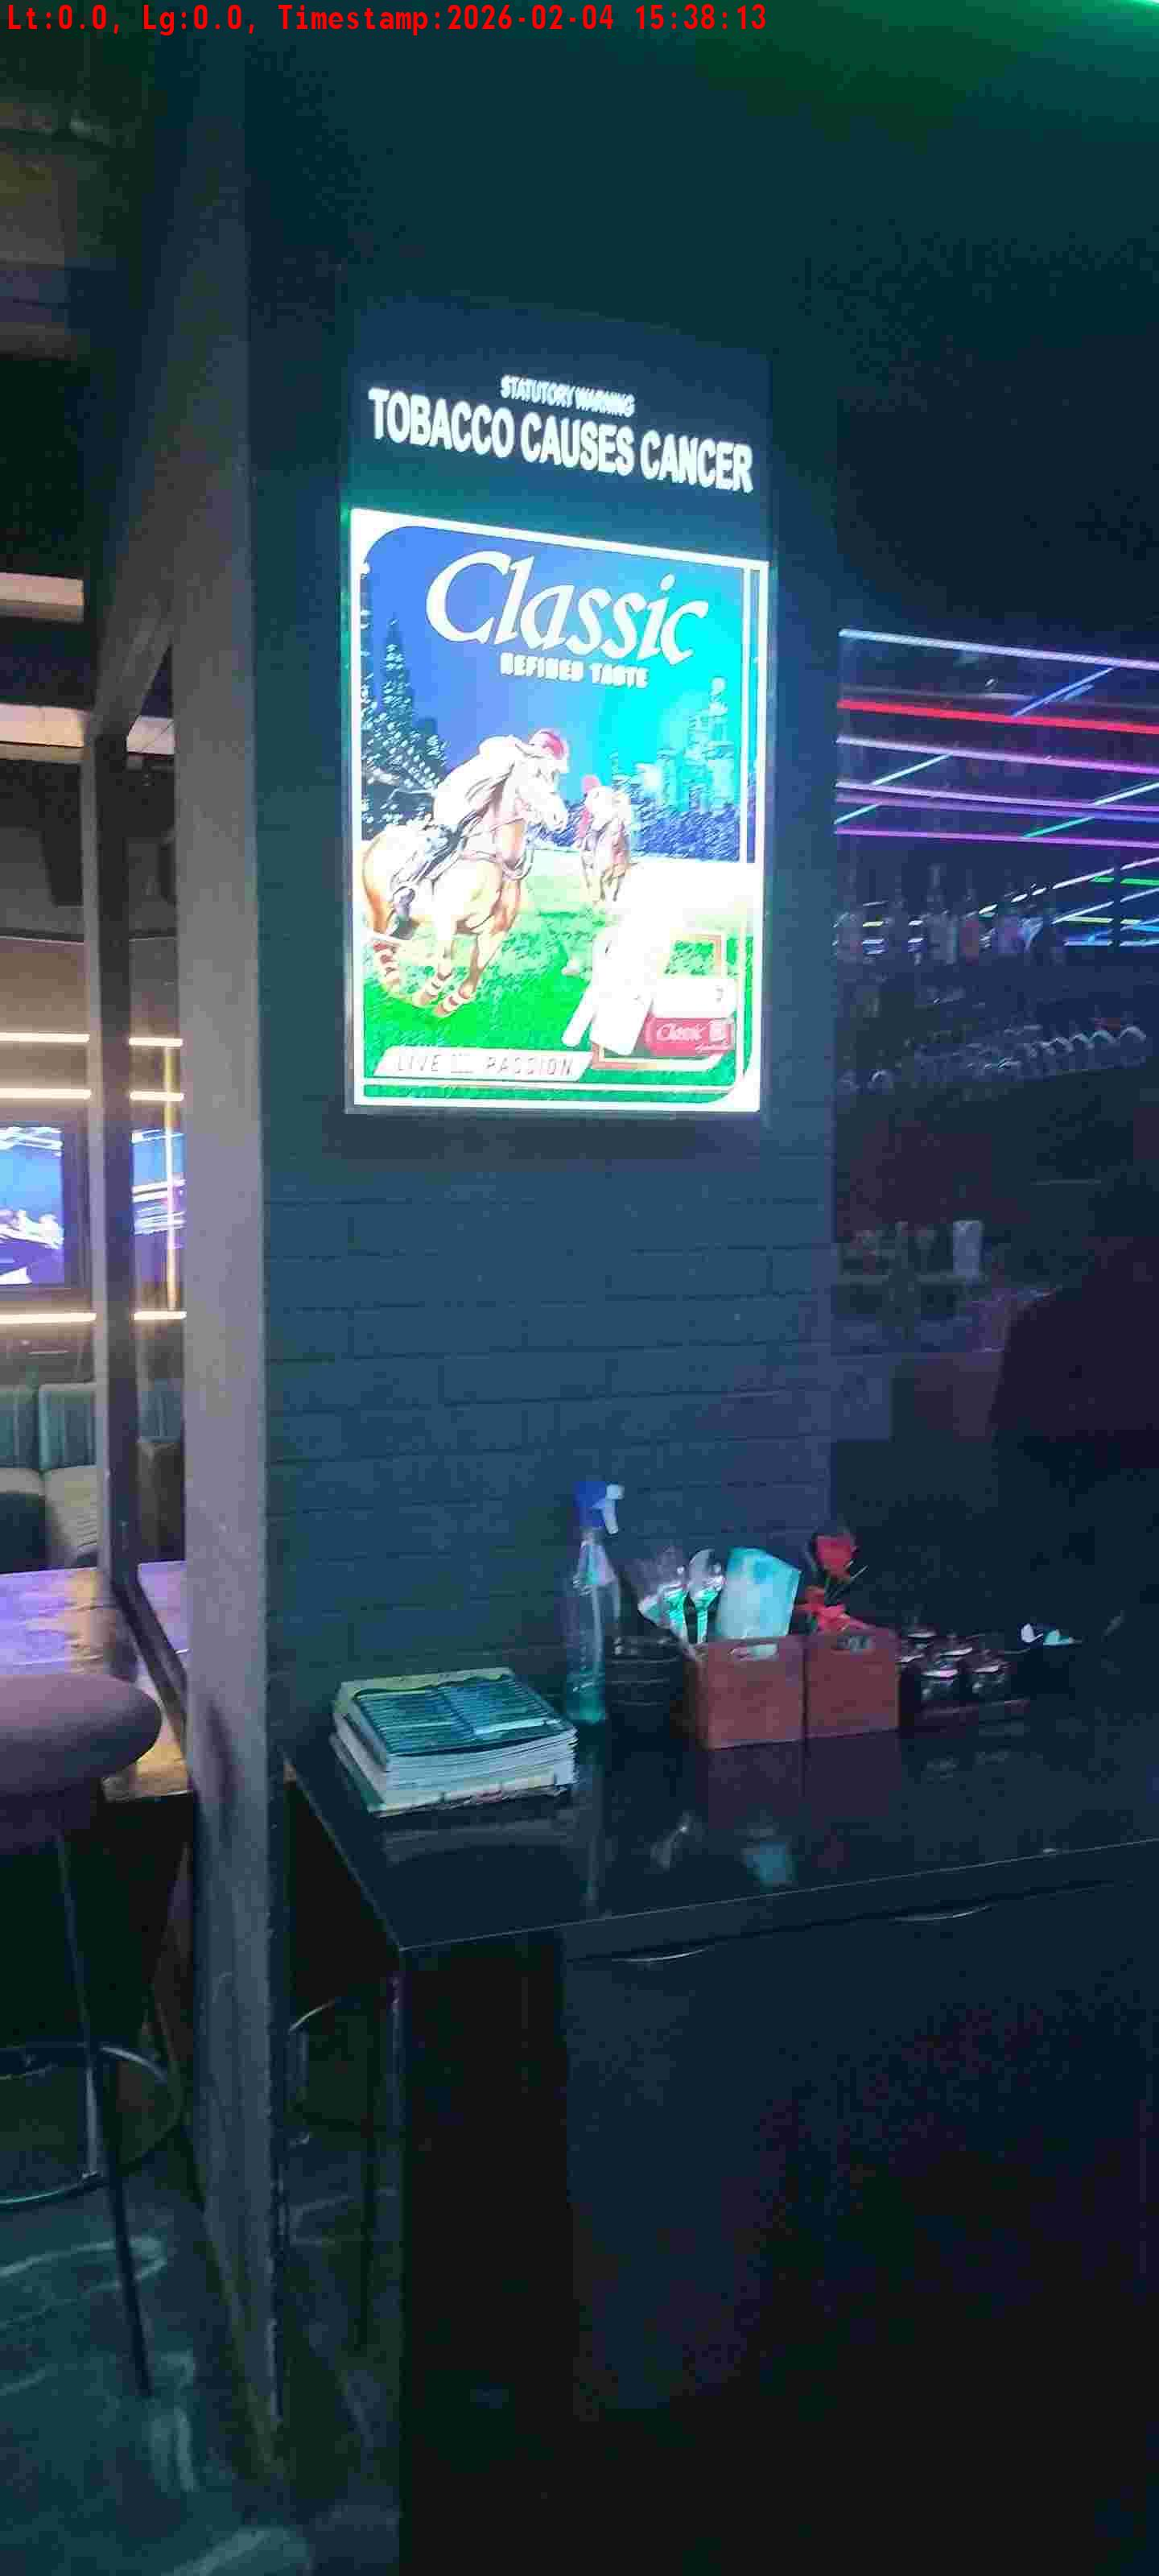 Lt:0.0, Lg:0.0, Timestamp:2026-02-04 15:38:13
STATUTORY WARNING
TOBACCO CAUSES CANCER
Classic
REFINED TASTE
Classic
LIVE PASSION